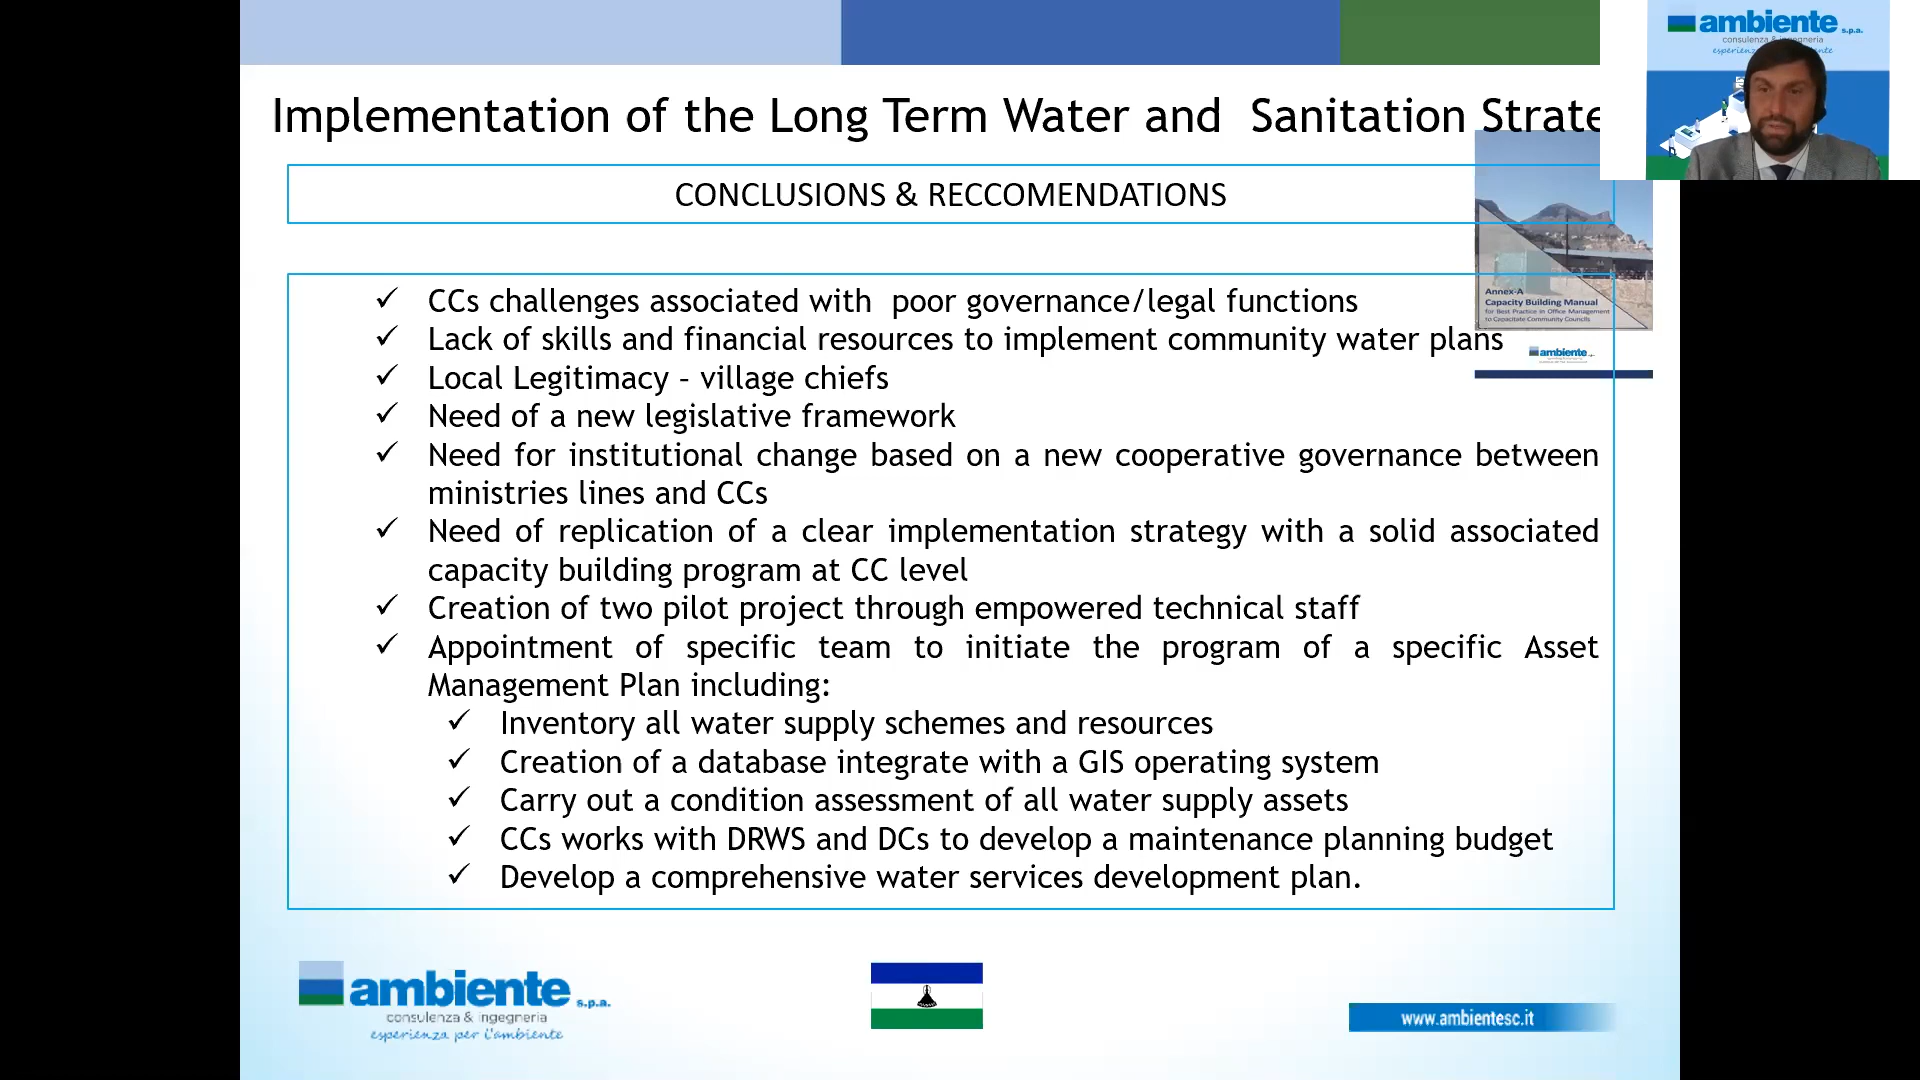 ambiente s.p.a.
consulenza & ingegneria
Implementation of the Long Term Water and Sanitation Strate
CONCLUSIONS & RECCOMENDATIONS
Annex-A
Capacity Building Manual
for Best Practice in Office Management
to Capacitate Community Councils
ambiente
✓ CCs challenges associated with poor governance/legal functions
✓ Lack of skills and financial resources to implement community water plans
✓ Local Legitimacy – village chiefs
✓ Need of a new legislative framework
✓ Need for institutional change based on a new cooperative governance between
ministries lines and CCs
✓ Need of replication of a clear implementation strategy with a solid associated
capacity building program at CC level
✓ Creation of two pilot project through empowered technical staff
✓ Appointment of specific team to initiate the program of a specific Asset
Management Plan including:
✓ Inventory all water supply schemes and resources
✓ Creation of a database integrate with a GIS operating system
✓ Carry out a condition assessment of all water supply assets
✓ CCs works with DRWS and DCs to develop a maintenance planning budget
✓ Develop a comprehensive water services development plan.
ambiente s.p.a.
consulenza & ingegneria
esperienza per l'ambiente
www.ambientesc.it